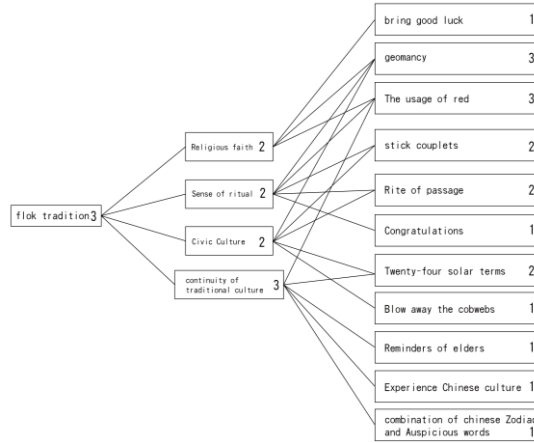 flok tradition 3
Religious faith 2
Sense of ritual 2
Civic Culture 2
continuity of
traditional culture 3
bring good luck 1
geomancy 3
The usage of red 3
stick couplets 2
Rite of passage 2
Congratulations 1
Twenty-four solar terms 2
Blow away the cobwebs 1
Reminders of elders 1
Experience Chinese culture 1
combination of chinese Zodiac
and Auspicious words 1